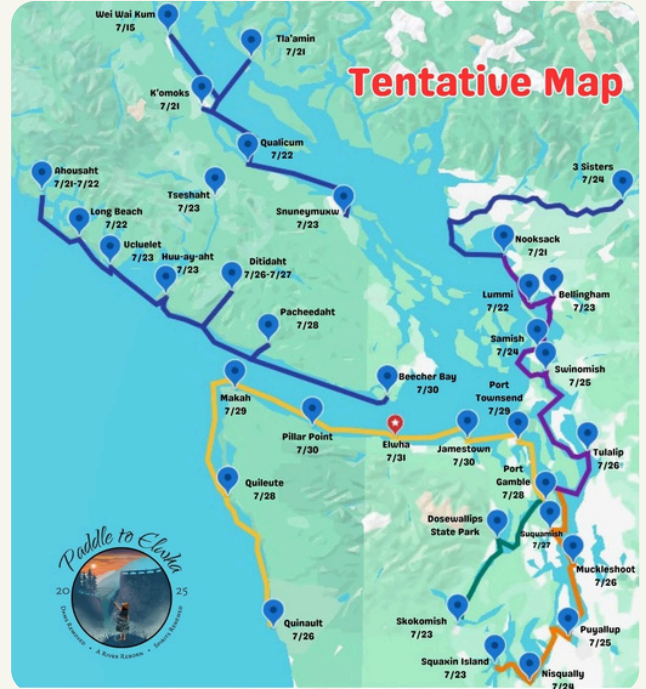 Wei Wai Kum
7/15
Tla'amin
7/21
Tentative Map
K'omoks
7/21
Qualicum
7/22
3 Sisters
7/24
Ahousaht
7/21-7/22
Tseshaht
7/23
Snuneymuxw
7/23
Long Beach
7/22
Nooksack
7/21
Ucluelet
7/23
Huu-ay-aht
7/23
Ditidaht
7/26-7/27
Lummi
7/22
Bellingham
7/23
Pacheedaht
7/28
Samish
7/24
Swinomish
7/25
Beecher Bay
7/30
Makah
7/29
Port
Townsend
7/29
Pillar Point
7/30
Elwha
7/31
Jamestown
7/30
Tulalip
7/26
Port
Gamble
7/28
Quileute
7/28
Dosewallips
State Park
Suquamish
7/27
Muckleshoot
7/26
Paddle to Elwha
20 25
Dams Removed • A River Reborn • Spirits Renewed
Quinault
7/26
Skokomish
7/23
Puyallup
7/25
Squaxin Island
7/23
Nisqually
7/24